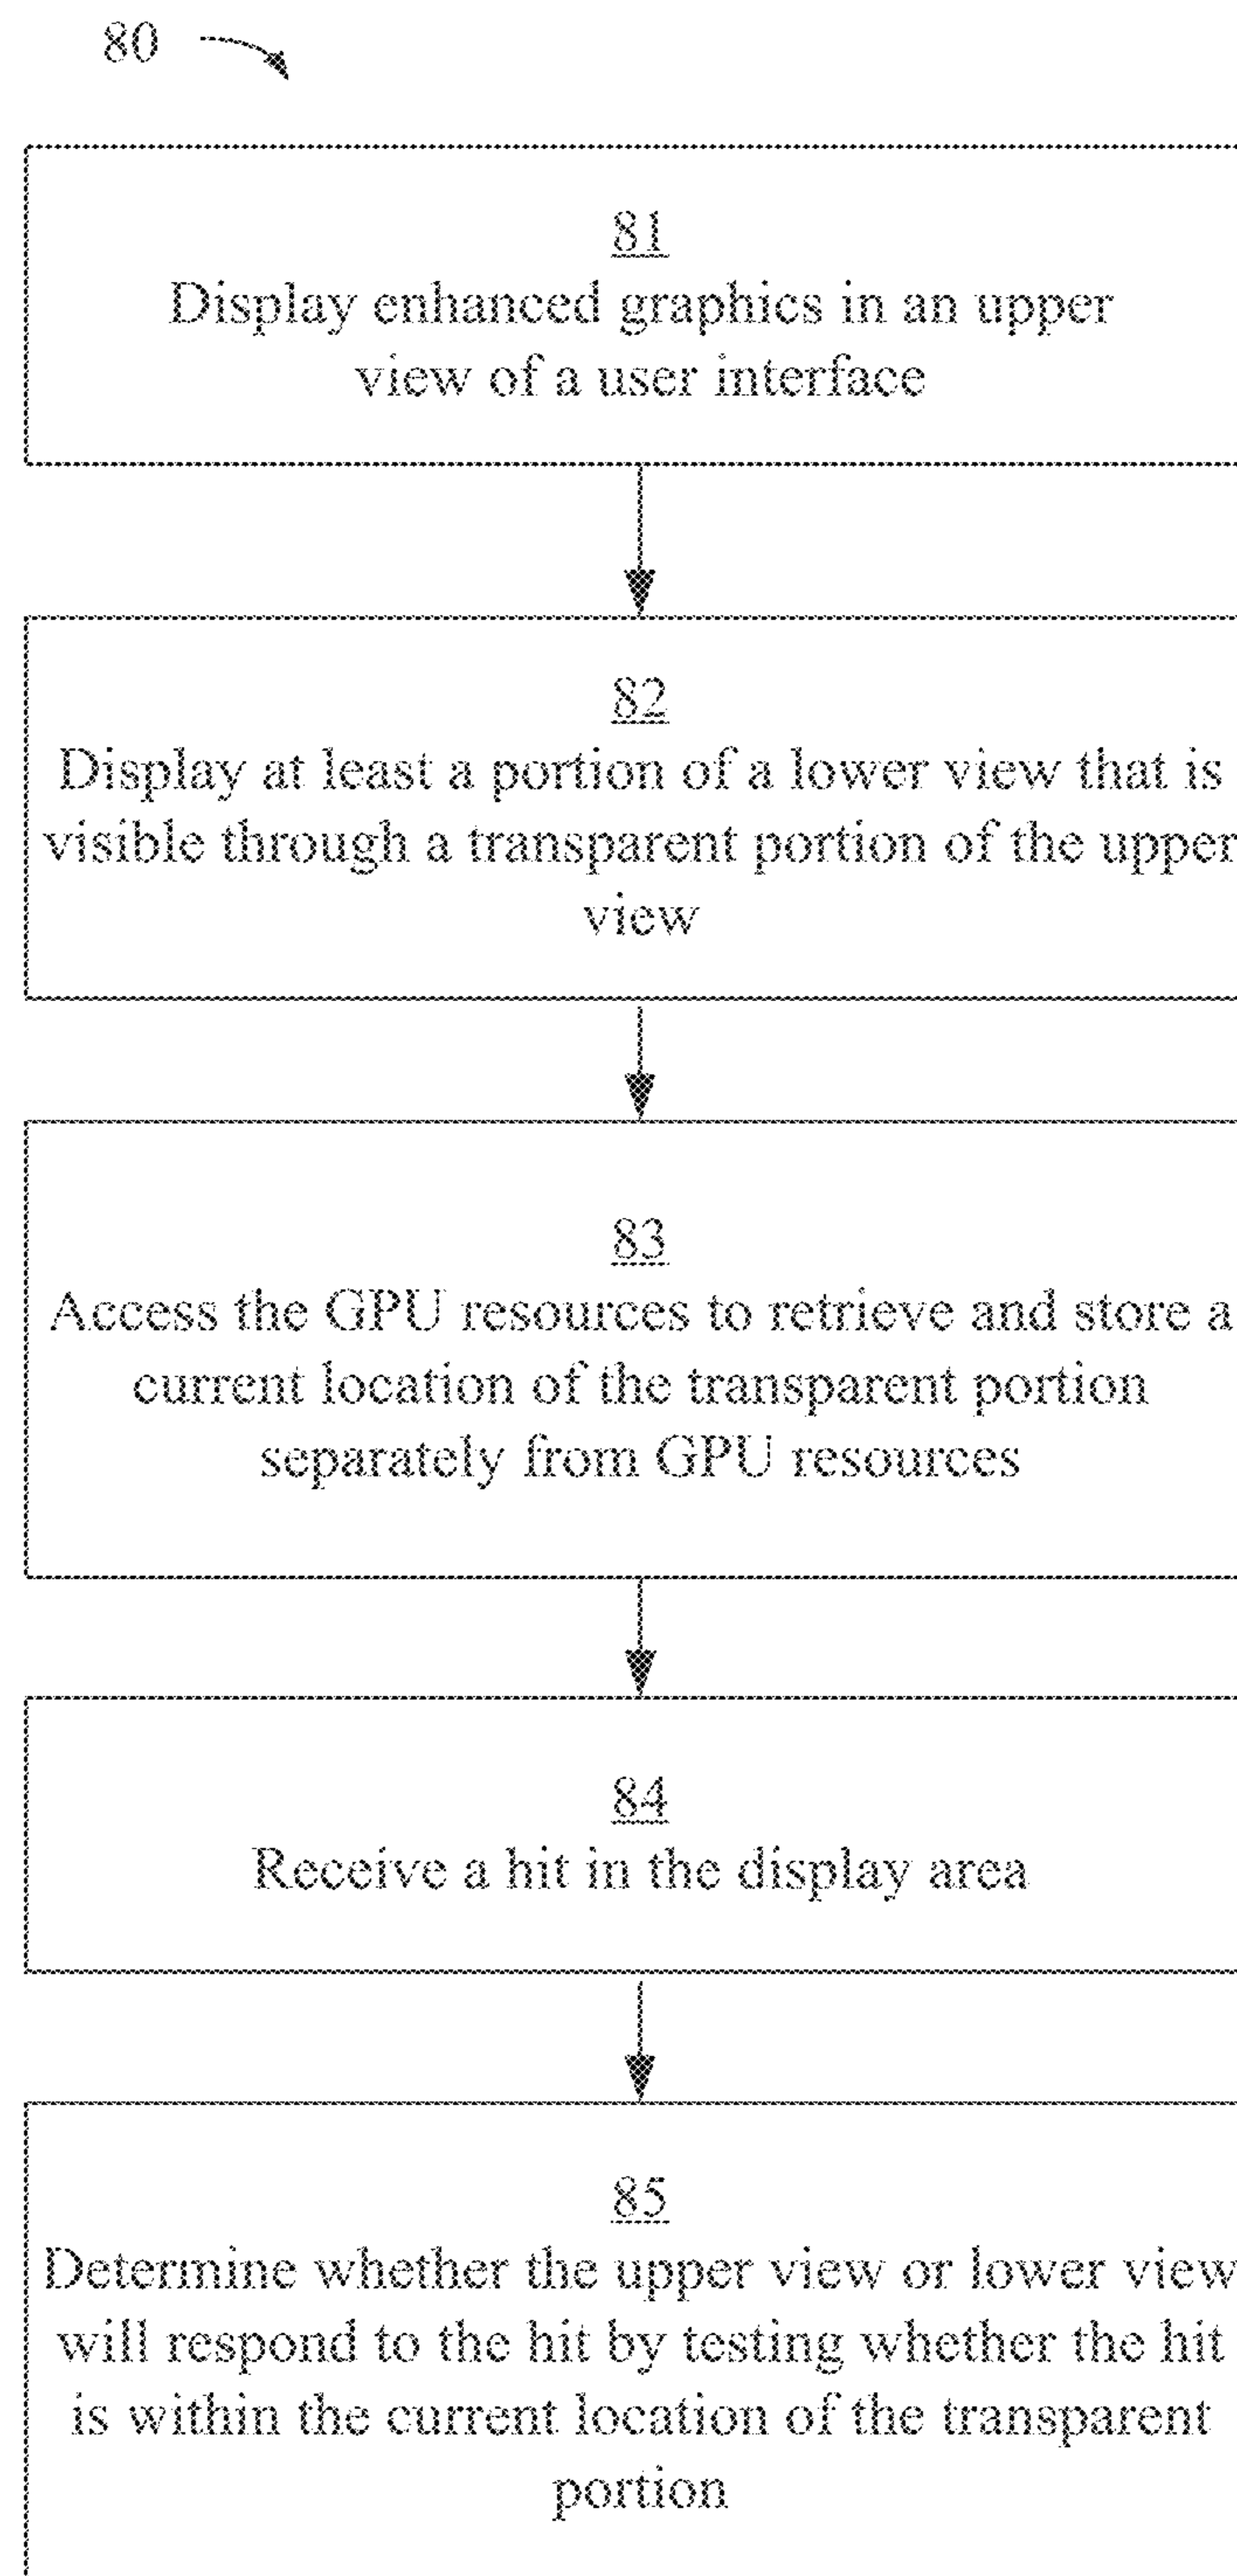 80
81
Display enhanced graphics in an upper
view of a user interface
82
Display at least a portion of a lower view that is
visible through a transparent portion of the upper
view
83
Access the GPU resources to retrieve and store a
current location of the transparent portion
separately from GPU resources
84
Receive a hit in the display area
85
Determine whether the upper view or lower view
will respond to the hit by testing whether the hit
is within the current location of the transparent
portion